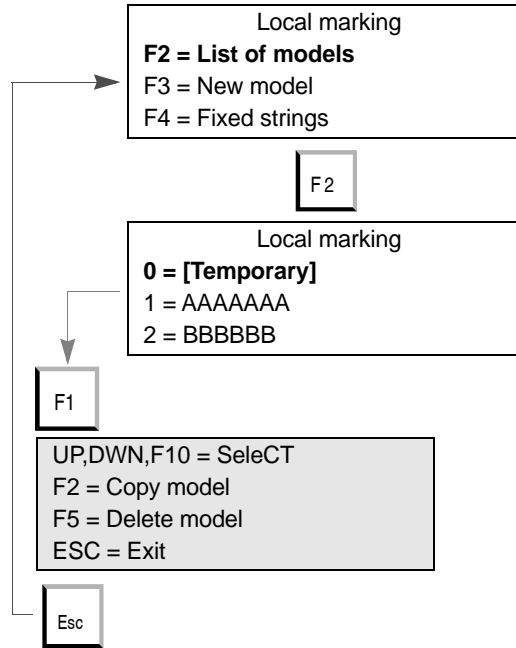 Local marking
F2 = List of models
F3 = New model
F4 = Fixed strings
F2
Local marking
0 = [Temporary]
1 = AAAAAAA
2 = BBBBBB
F1
UP,DWN,F10 = SeleCT
F2 = Copy model
F5 = Delete model
ESC = Exit
Esc